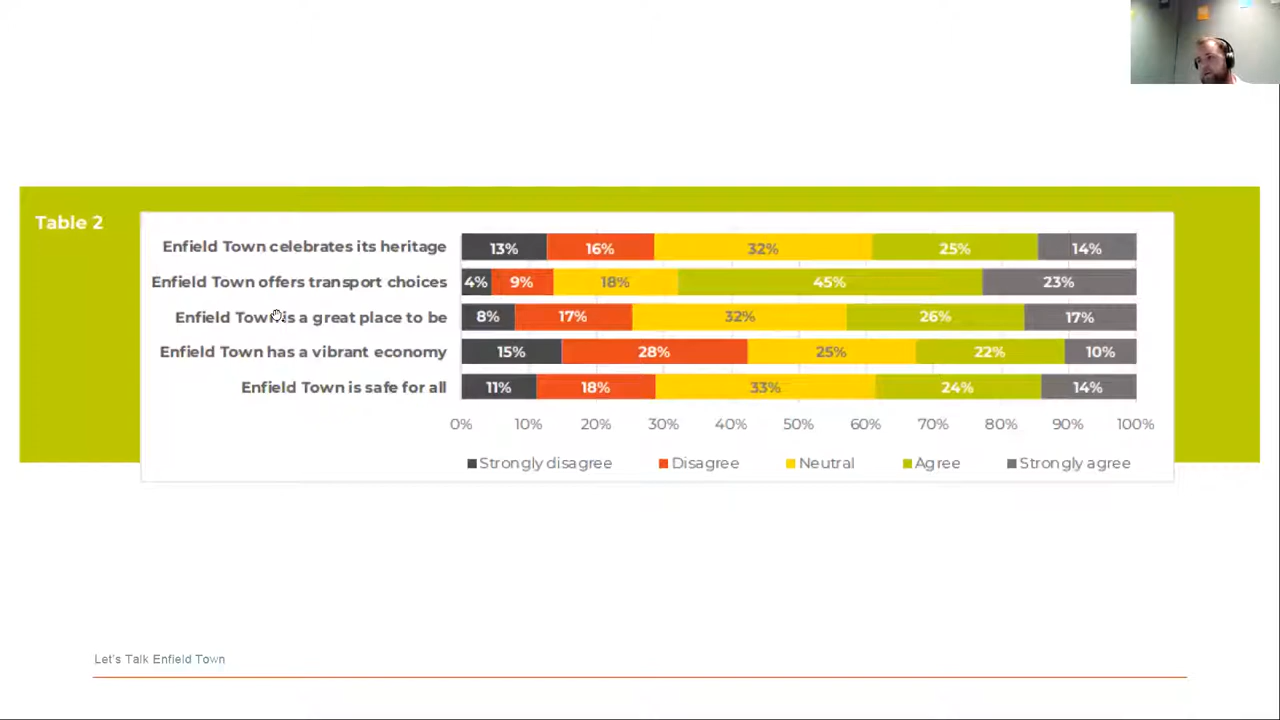 Table 2
Enfield Town celebrates its heritage 13% 16% 32% 25% 14%
Enfield Town offers transport choices 4% 9% 18% 45% 23%
Enfield Town is a great place to be 8% 17% 32% 26% 17%
Enfield Town has a vibrant economy 15% 28% 25% 22% 10%
Enfield Town is safe for all 11% 18% 33% 24% 14%
0% 10% 20% 30% 40% 50% 60% 70% 80% 90% 100%
Strongly disagree Disagree Neutral Agree Strongly agree
Let's Talk Enfield Town